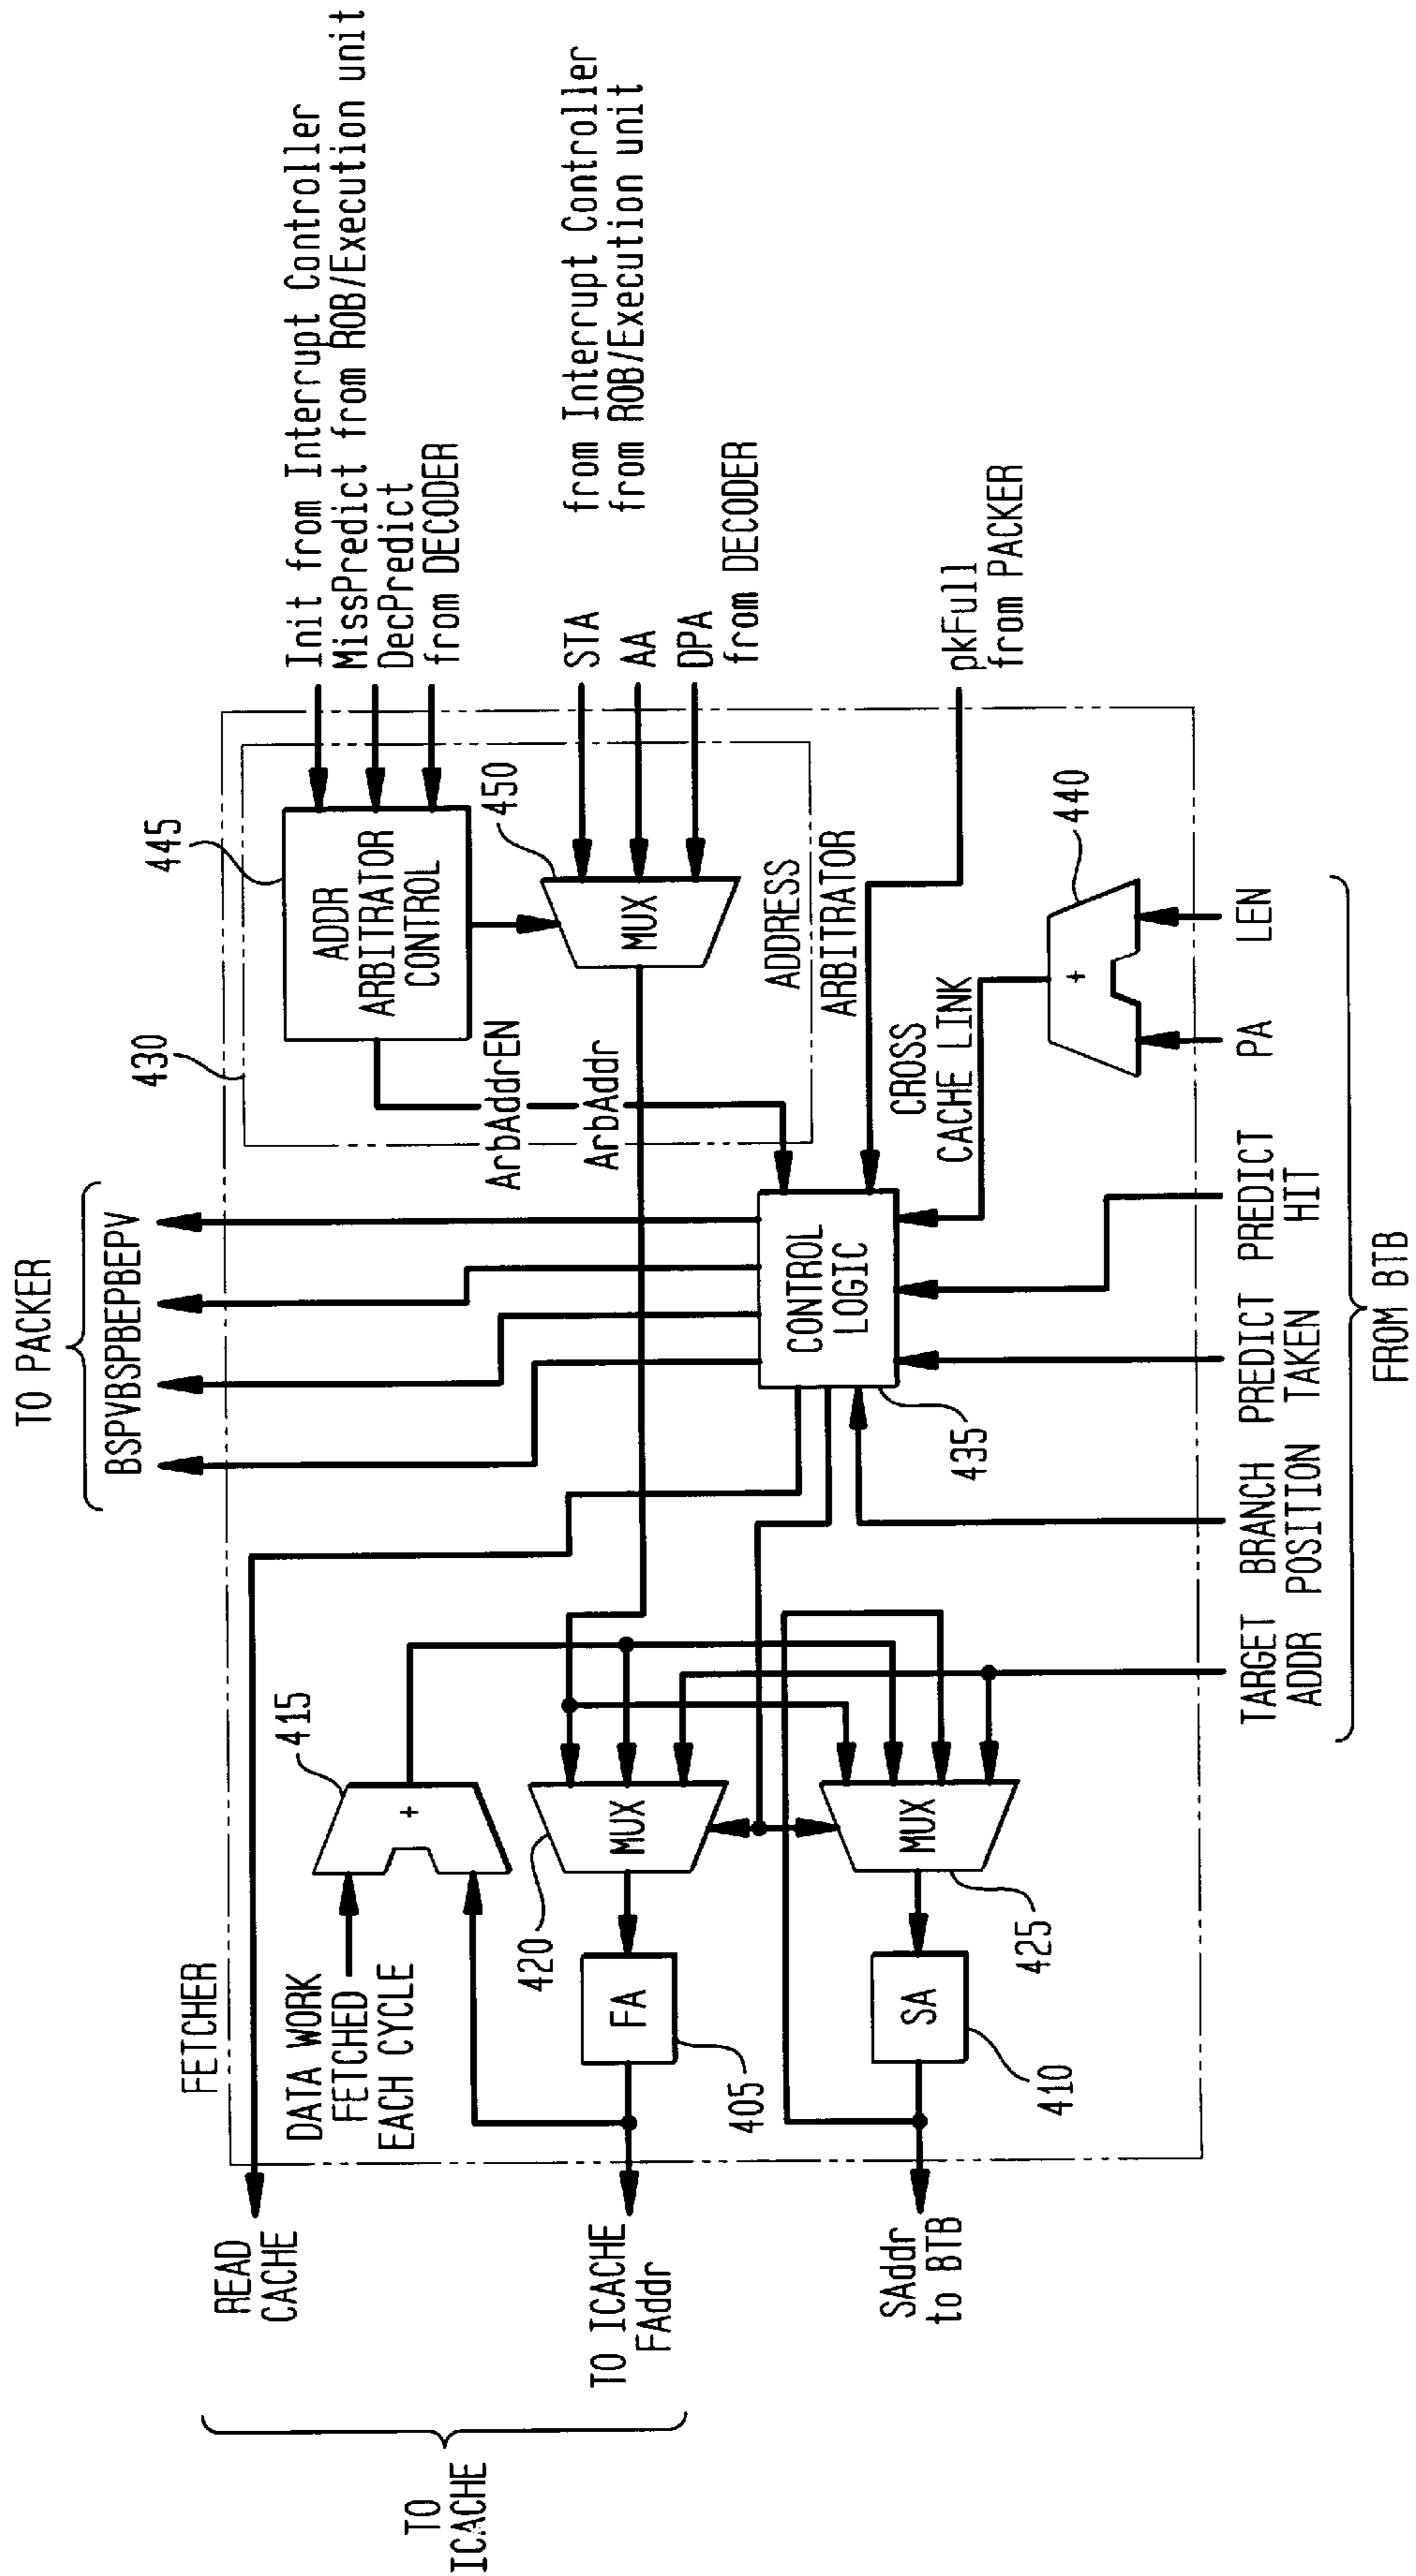 TO PACKER
BSPVBSPBEPBEPV
FETCHER
430
445
Init from Interrupt Controller
MissPredict from ROB/Execution unit
DecPredict
from DECODER
ADDR
ARBITRATOR
CONTROL
450
MUX
STA
AA
DPA
from Interrupt Controller
from ROB/Execution unit
from DECODER
ArbAddrEN
ArbAddr
ADDRESS
ARBITRATOR
pkFull
from PACKER
READ
CACHE
DATA WORK
FETCHED
EACH CYCLE
+
415
TO
ICACHE
TO ICACHE
FAddr
FA
405
MUX
420
CONTROL
LOGIC
435
CROSS
CACHE LINK
+
440
SAddr
to BTB
SA
410
MUX
425
TARGET
ADDR
BRANCH
POSITION
PREDICT
TAKEN
PREDICT
HIT
PA
LEN
FROM BTB